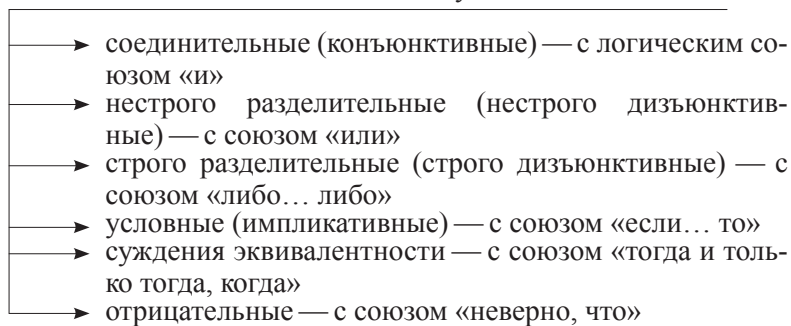 соединительные (конъюнктивные) — с логическим со-
юзом «и»
нестрого разделительные (нестрого дизъюнктив-
ные) — с союзом «или»
строго разделительные (строго дизъюнктивные) — с
союзом «либо… либо»
условные (импликативные) — с союзом «если… то»
суждения эквивалентности — с союзом «тогда и толь-
ко тогда, когда»
отрицательные — с союзом «неверно, что»